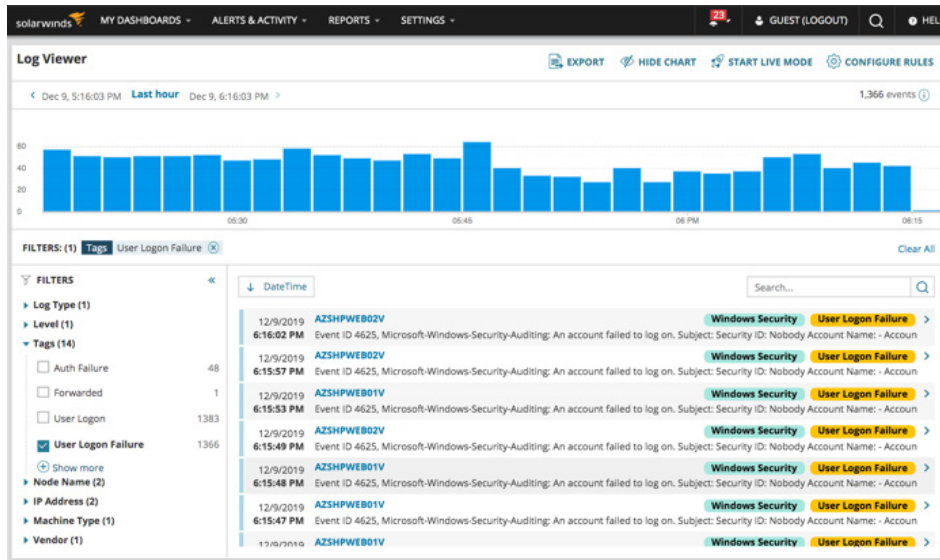 solarwinds MY DASHBOARDS ALERTS & ACTIVITY REPORTS SETTINGS 23 GUEST (LOGOUT) HEL
Log Viewer EXPORT HIDE CHART START LIVE MODE CONFIGURE RULES
Dec 9, 5:16:03 PM Last hour Dec 9, 6:16:03 PM 1,366 events
60
40
20
0
05:30 05:45 06 PM 06:15
FILTERS: (1) Tags User Logon Failure Clear All
FILTERS
Log Type (1)
Level (1)
Tags (14)
Auth Failure 48
Forwarded 1
User Logon 1383
User Logon Failure 1366
Show more
Node Name (2)
IP Address (2)
Machine Type (1)
Vendor (1)
DateTime Search...
12/9/2019 AZSHPWEB02V Windows Security User Logon Failure
6:16:02 PM Event ID 4625, Microsoft-Windows-Security-Auditing: An account failed to log on. Subject: Security ID: Nobody Account Name: - Accoun
12/9/2019 AZSHPWEB02V Windows Security User Logon Failure
6:15:57 PM Event ID 4625, Microsoft-Windows-Security-Auditing: An account failed to log on. Subject: Security ID: Nobody Account Name: - Accoun
12/9/2019 AZSHPWEB01V Windows Security User Logon Failure
6:15:53 PM Event ID 4625, Microsoft-Windows-Security-Auditing: An account failed to log on. Subject: Security ID: Nobody Account Name: - Accoun
12/9/2019 AZSHPWEB02V Windows Security User Logon Failure
6:15:49 PM Event ID 4625, Microsoft-Windows-Security-Auditing: An account failed to log on. Subject: Security ID: Nobody Account Name: - Accoun
12/9/2019 AZSHPWEB01V Windows Security User Logon Failure
6:15:48 PM Event ID 4625, Microsoft-Windows-Security-Auditing: An account failed to log on. Subject: Security ID: Nobody Account Name: - Accoun
12/9/2019 AZSHPWEB01V Windows Security User Logon Failure
6:15:47 PM Event ID 4625, Microsoft-Windows-Security-Auditing: An account failed to log on. Subject: Security ID: Nobody Account Name: - Accoun
12/9/2019 AZSHPWEB01V Windows Security User Logon Failure